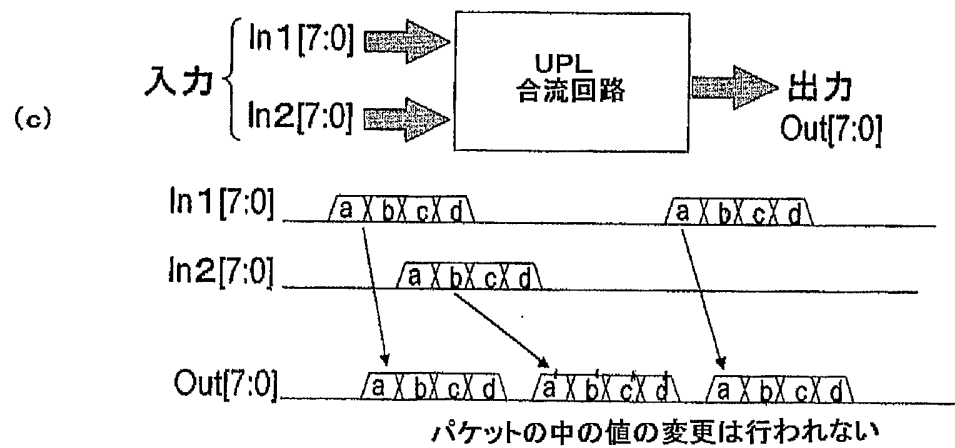 In1[7:0]
入力
In2[7:0]
UPL
合流回路
出力
Out[7:0]
(c)
In1[7:0] a b c d a b c d
In2[7:0] a b c d
Out[7:0] a b c d a' b' c' d' a b c d
パケットの中の値の変更は行われない